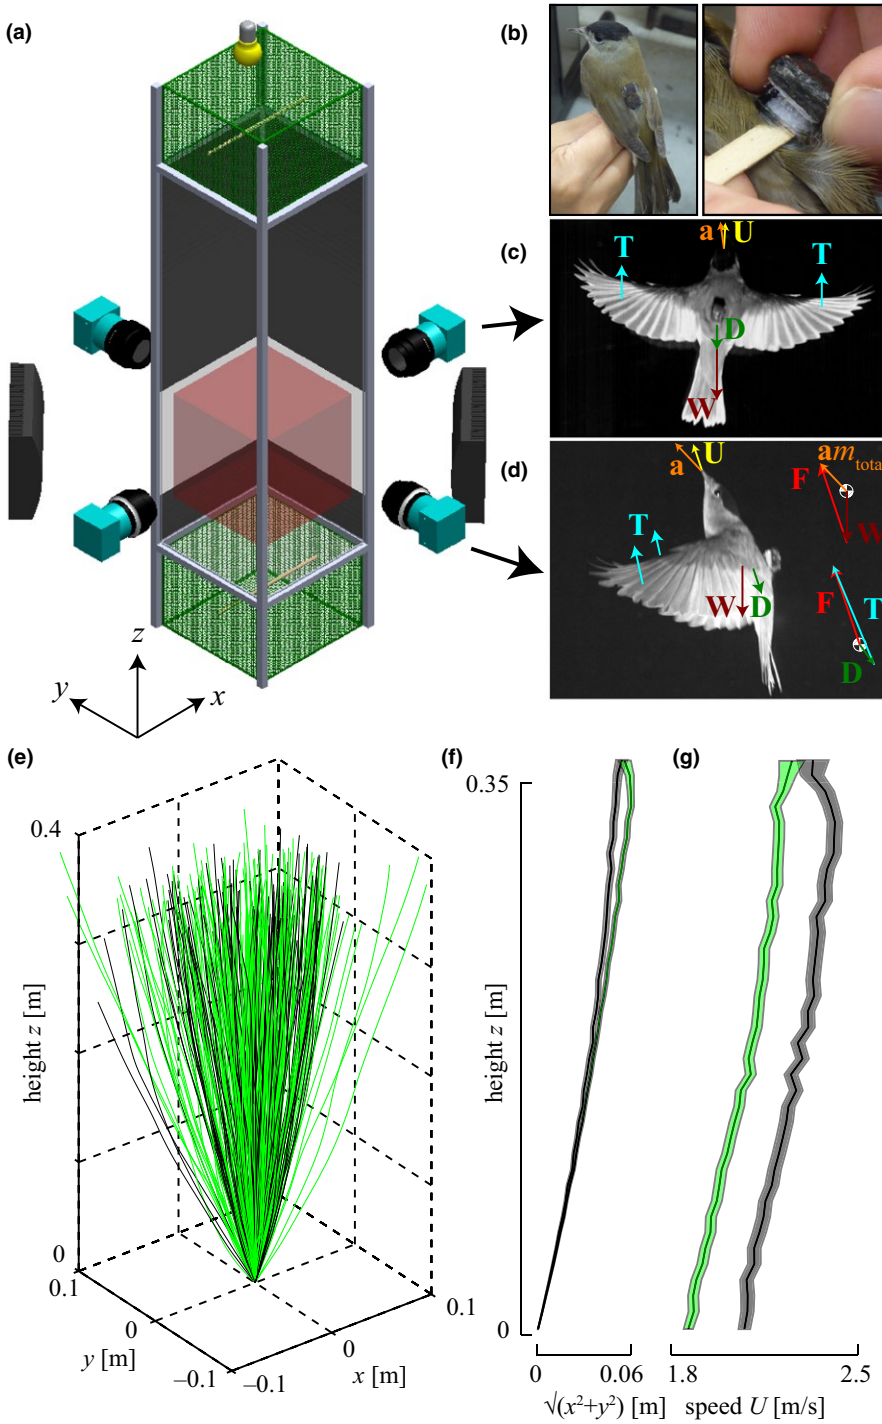 (a)
(b)
a U
(c)
T T
D
W
(d)
U
a
a m total
F
W
T
W D
F T
D
z
y x
(e) (f) (g)
0.4 0.35
height z [m] height z [m]
0 0
0.1 0.1
0 0
−0.1 −0.1
y [m] x [m]
0 0.06 1.8 2.5
√(x²+y²) [m] speed U [m/s]